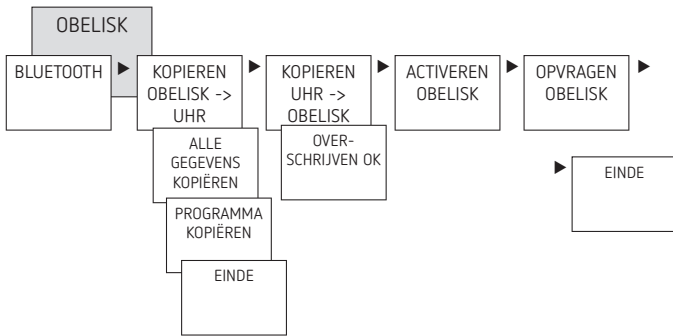 OBELISK
BLUETOOTH
KOPIEREN
OBELISK ->
UHR
KOPIEREN
UHR ->
OBELISK
ACTIVEREN
OBELISK
OPVRAGEN
OBELISK
ALLE
GEGEVENS
KOPIËREN
OVER-
SCHRIJVEN OK
EINDE
PROGRAMMA
KOPIËREN
EINDE